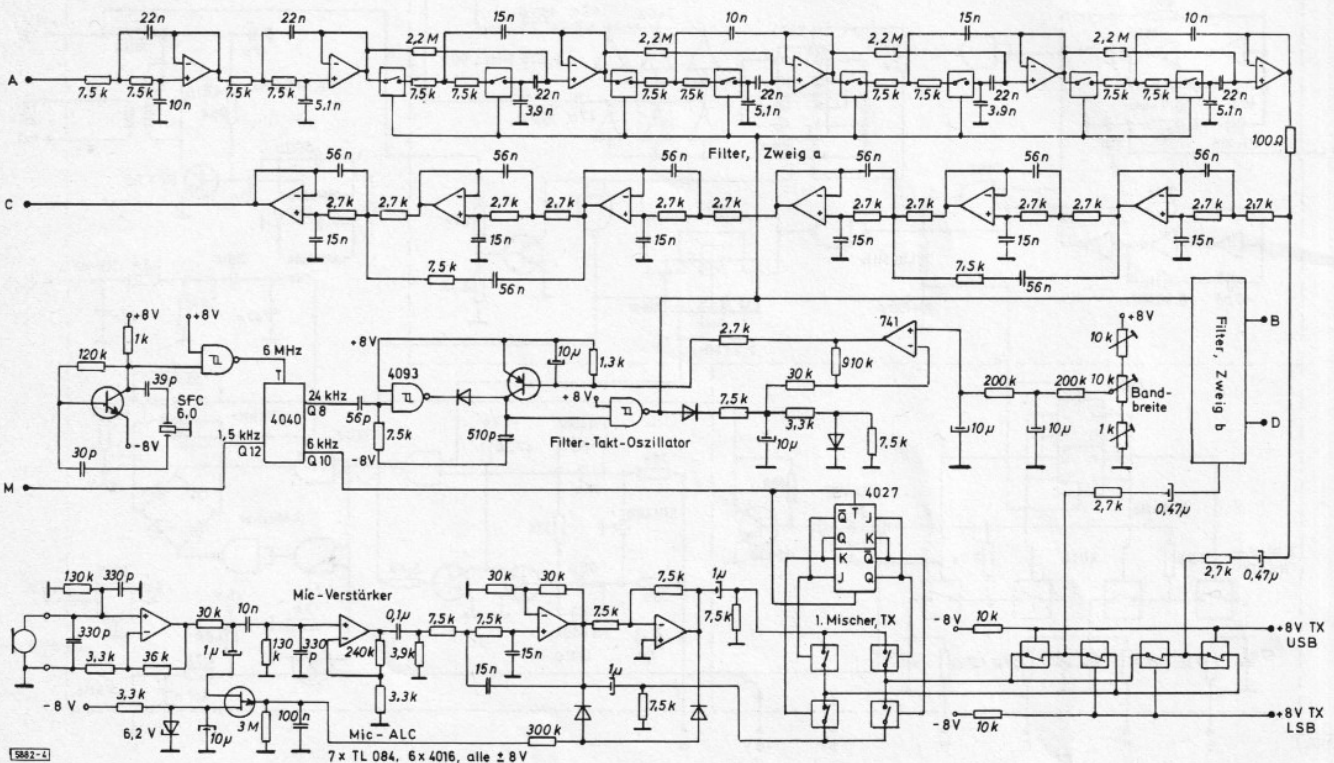 22n 22n 15n 10n 15n 10n
2,2M 2,2M 2,2M 2,2 M
A
7,5k 7,5k 7,5k 7,5k 7,5k 7,5k 7,5k 7,5k 7,5k 7,5k 7,5k 7,5k
10n 5,1n 22n 3,9n 22n 5,1n 22n 3,9n 22n 5,1n
100Ω
Filter, Zweig a
56n 56n 56n 56n 56n 56n
C
2,7k 2,7k 2,7k 2,7k 2,7k 2,7k 2,7k 2,7k 2,7k 2,7k 2,7k 2,7k
15n 15n 15n 15n 15n 15n
7,5k 56n 7,5k 56n
+8V
1k
120k
6 MHz
39p
SFC 6,0
-8V
30p
M
T
4040
24 kHz
Q8
6 kHz
Q10
1,5 kHz
Q12
+8V
4093
56p
7,5k
-8V
510p
10μ
1,3k
+8V
Filter-Takt-Oszillator
2,7k
741
910k
30k
7,5k
3,3k
10μ
7,5k
200k 200k
10μ 10μ
+8V
10k
10k
Band-
breite
1k
Filter, Zweig b
B
D
2,7k
0,47μ
2,7k
0,47μ
4027
T
Q̅ J
Q K
K Q̅
J Q
1. Mischer, TX
130k 330p
330p
3,3k 36k
30k 10n
1μ
130k
330p
Mic-Verstärker
240k
3,3k
0,1μ
3,9k
7,5k 7,5k
15n
15n
30k 30k
7,5k
7,5k
1μ
7,5k
1μ
7,5k
-8V
3,3k
6,2 V
10μ
3M
100n
Mic-ALC
300k
-8V
10k
+8V TX
USB
-8V
10k
+8V TX
LSB
5882-4
7x TL 084, 6x 4016, alle ± 8V